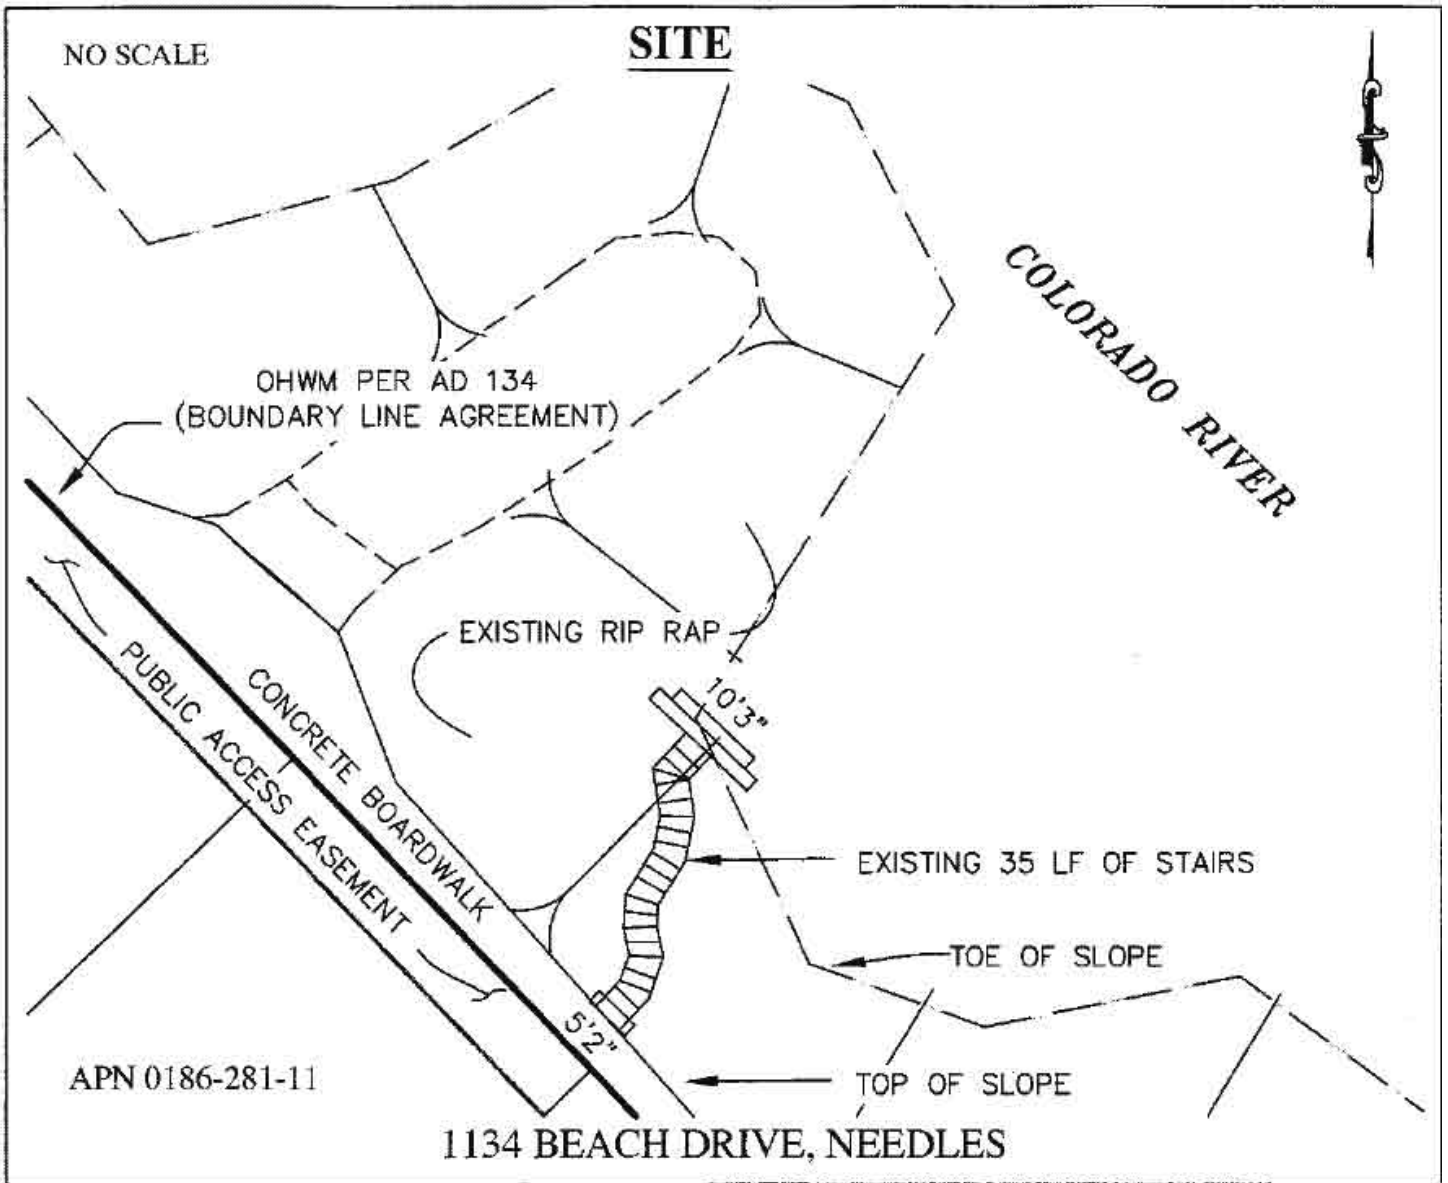 NO SCALE
SITE
COLORADO RIVER
OHWM PER AD 134
(BOUNDARY LINE AGREEMENT)
EXISTING RIP RAP
PUBLIC ACCESS EASEMENT
CONCRETE BOARDWALK
10'3"
EXISTING 35 LF OF STAIRS
TOE OF SLOPE
5'2"
TOP OF SLOPE
APN 0186-281-11
1134 BEACH DRIVE, NEEDLES